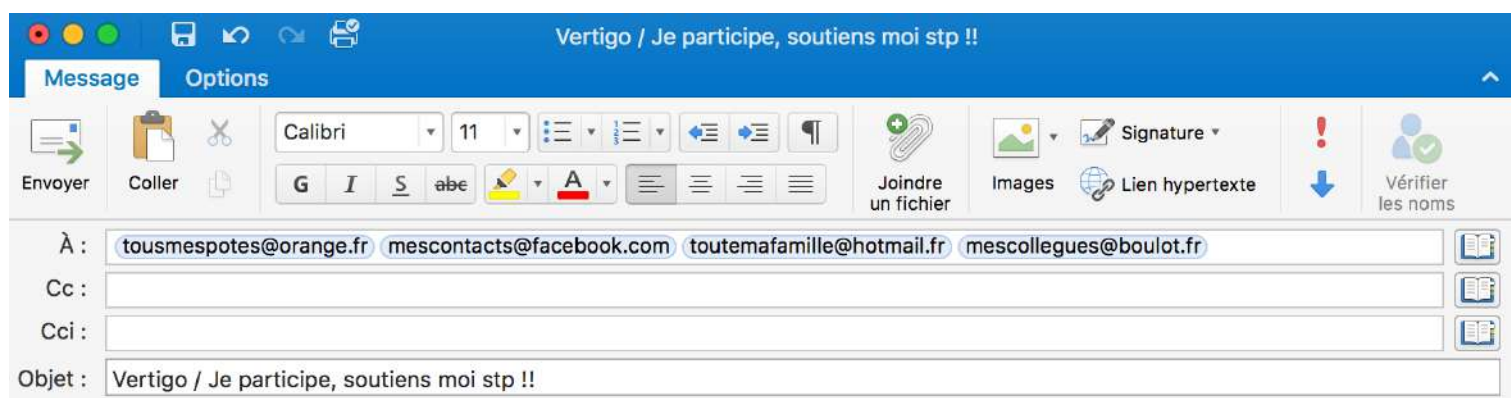 Vertigo / Je participe, soutiens moi stp !!
Message Options
Calibri 11
Signature
Envoyer Coller G I S abc A Joindre un fichier Images Lien hypertexte Vérifier les noms
À : tousmespotes@orange.fr mescontacts@facebook.com toutemafamille@hotmail.fr mescollegues@boulot.fr
Cc :
Cci :
Objet : Vertigo / Je participe, soutiens moi stp !!